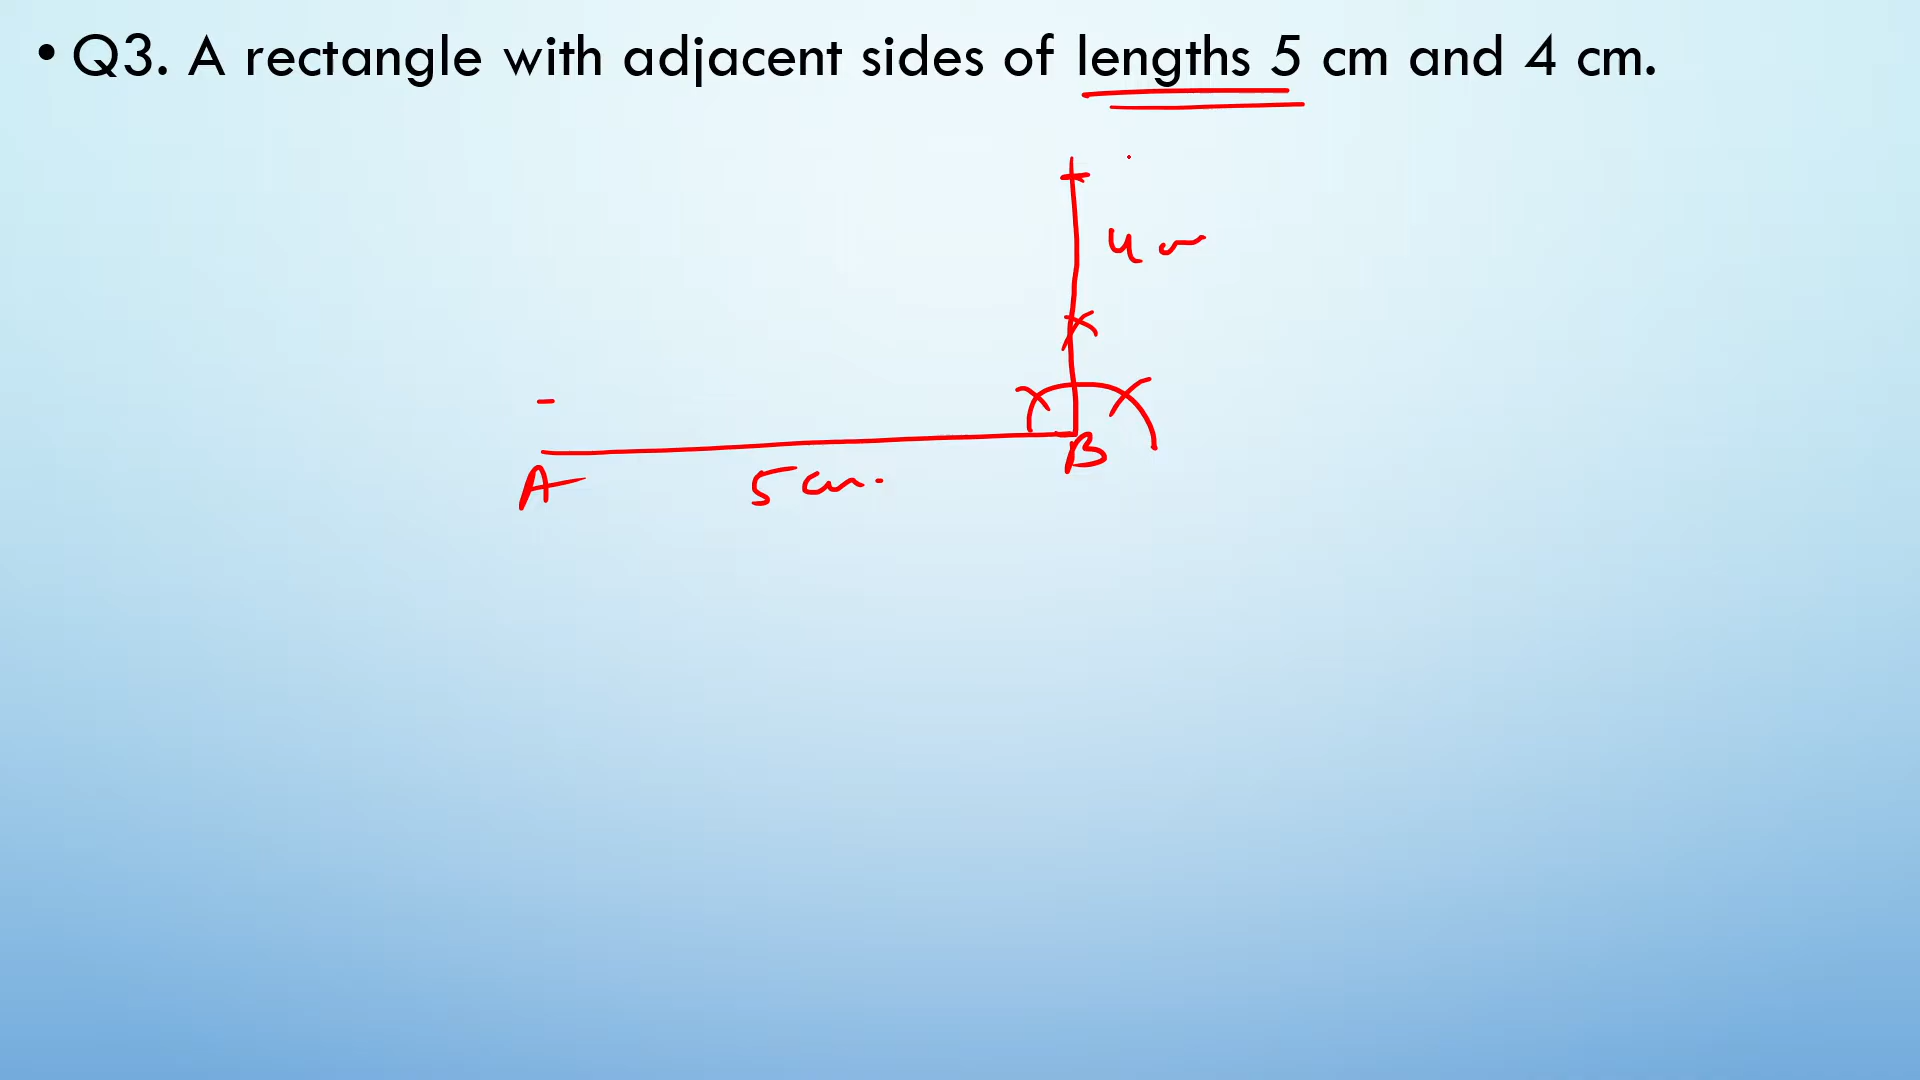 • Q3. A rectangle with adjacent sides of lengths 5 cm and 4 cm.
4 cm
B
A
5 cm.